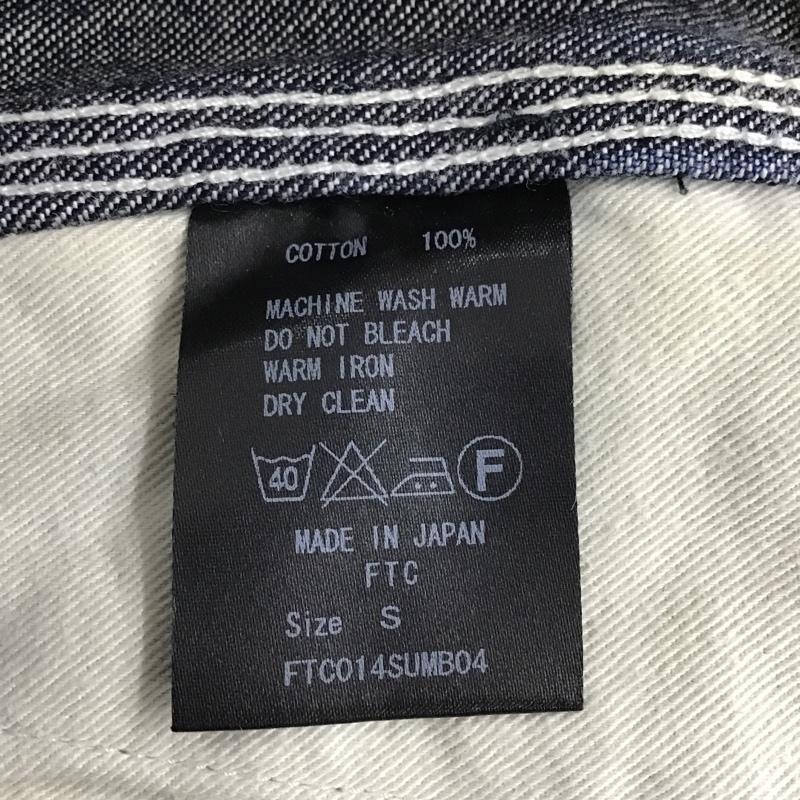 COTTON 100%
MACHINE WASH WARM
DO NOT BLEACH
WARM IRON
DRY CLEAN
40 F
MADE IN JAPAN
FTC
Size S
FTC014SUMB04